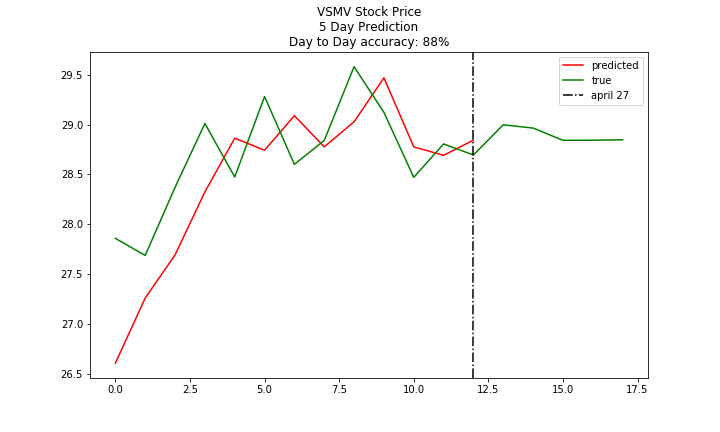 VSMV Stock Price
5 Day Prediction
Day to Day accuracy: 88%
predicted
true
april 27
29.5
29.0
28.5
28.0
27.5
27.0
26.5
0.0 2.5 5.0 7.5 10.0 12.5 15.0 17.5